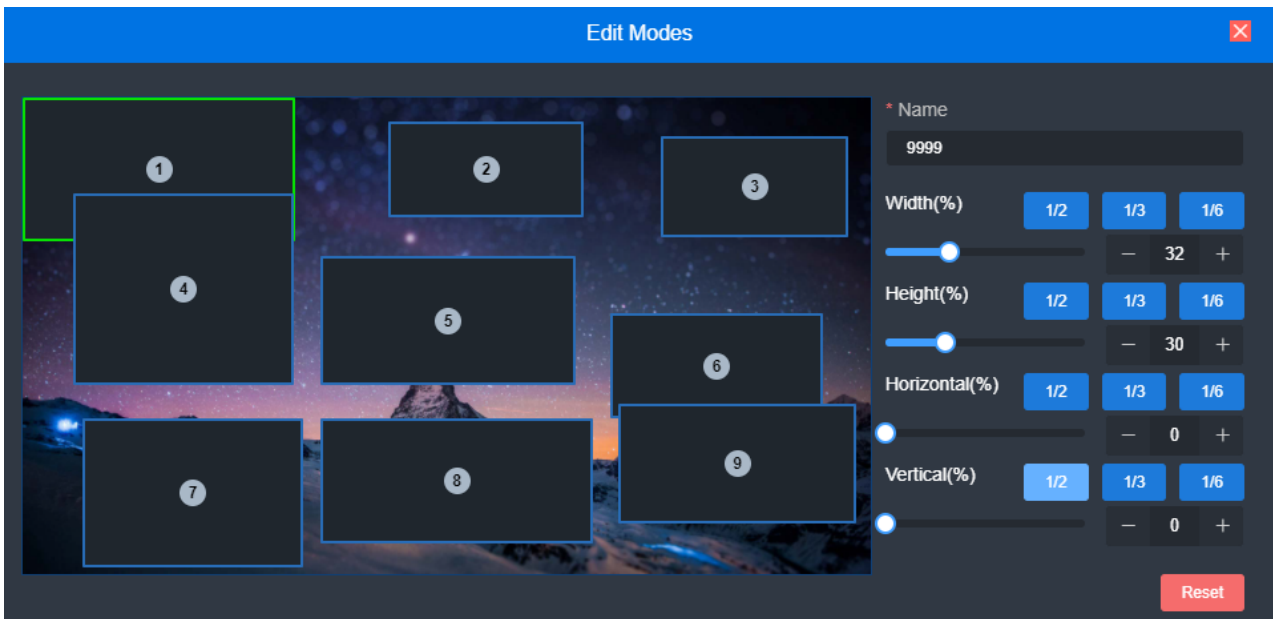 Edit Modes
1
2
3
4
5
6
7
8
9
* Name
9999
Width(%) 1/2 1/3 1/6
− 32 +
Height(%) 1/2 1/3 1/6
− 30 +
Horizontal(%) 1/2 1/3 1/6
− 0 +
Vertical(%) 1/2 1/3 1/6
− 0 +
Reset